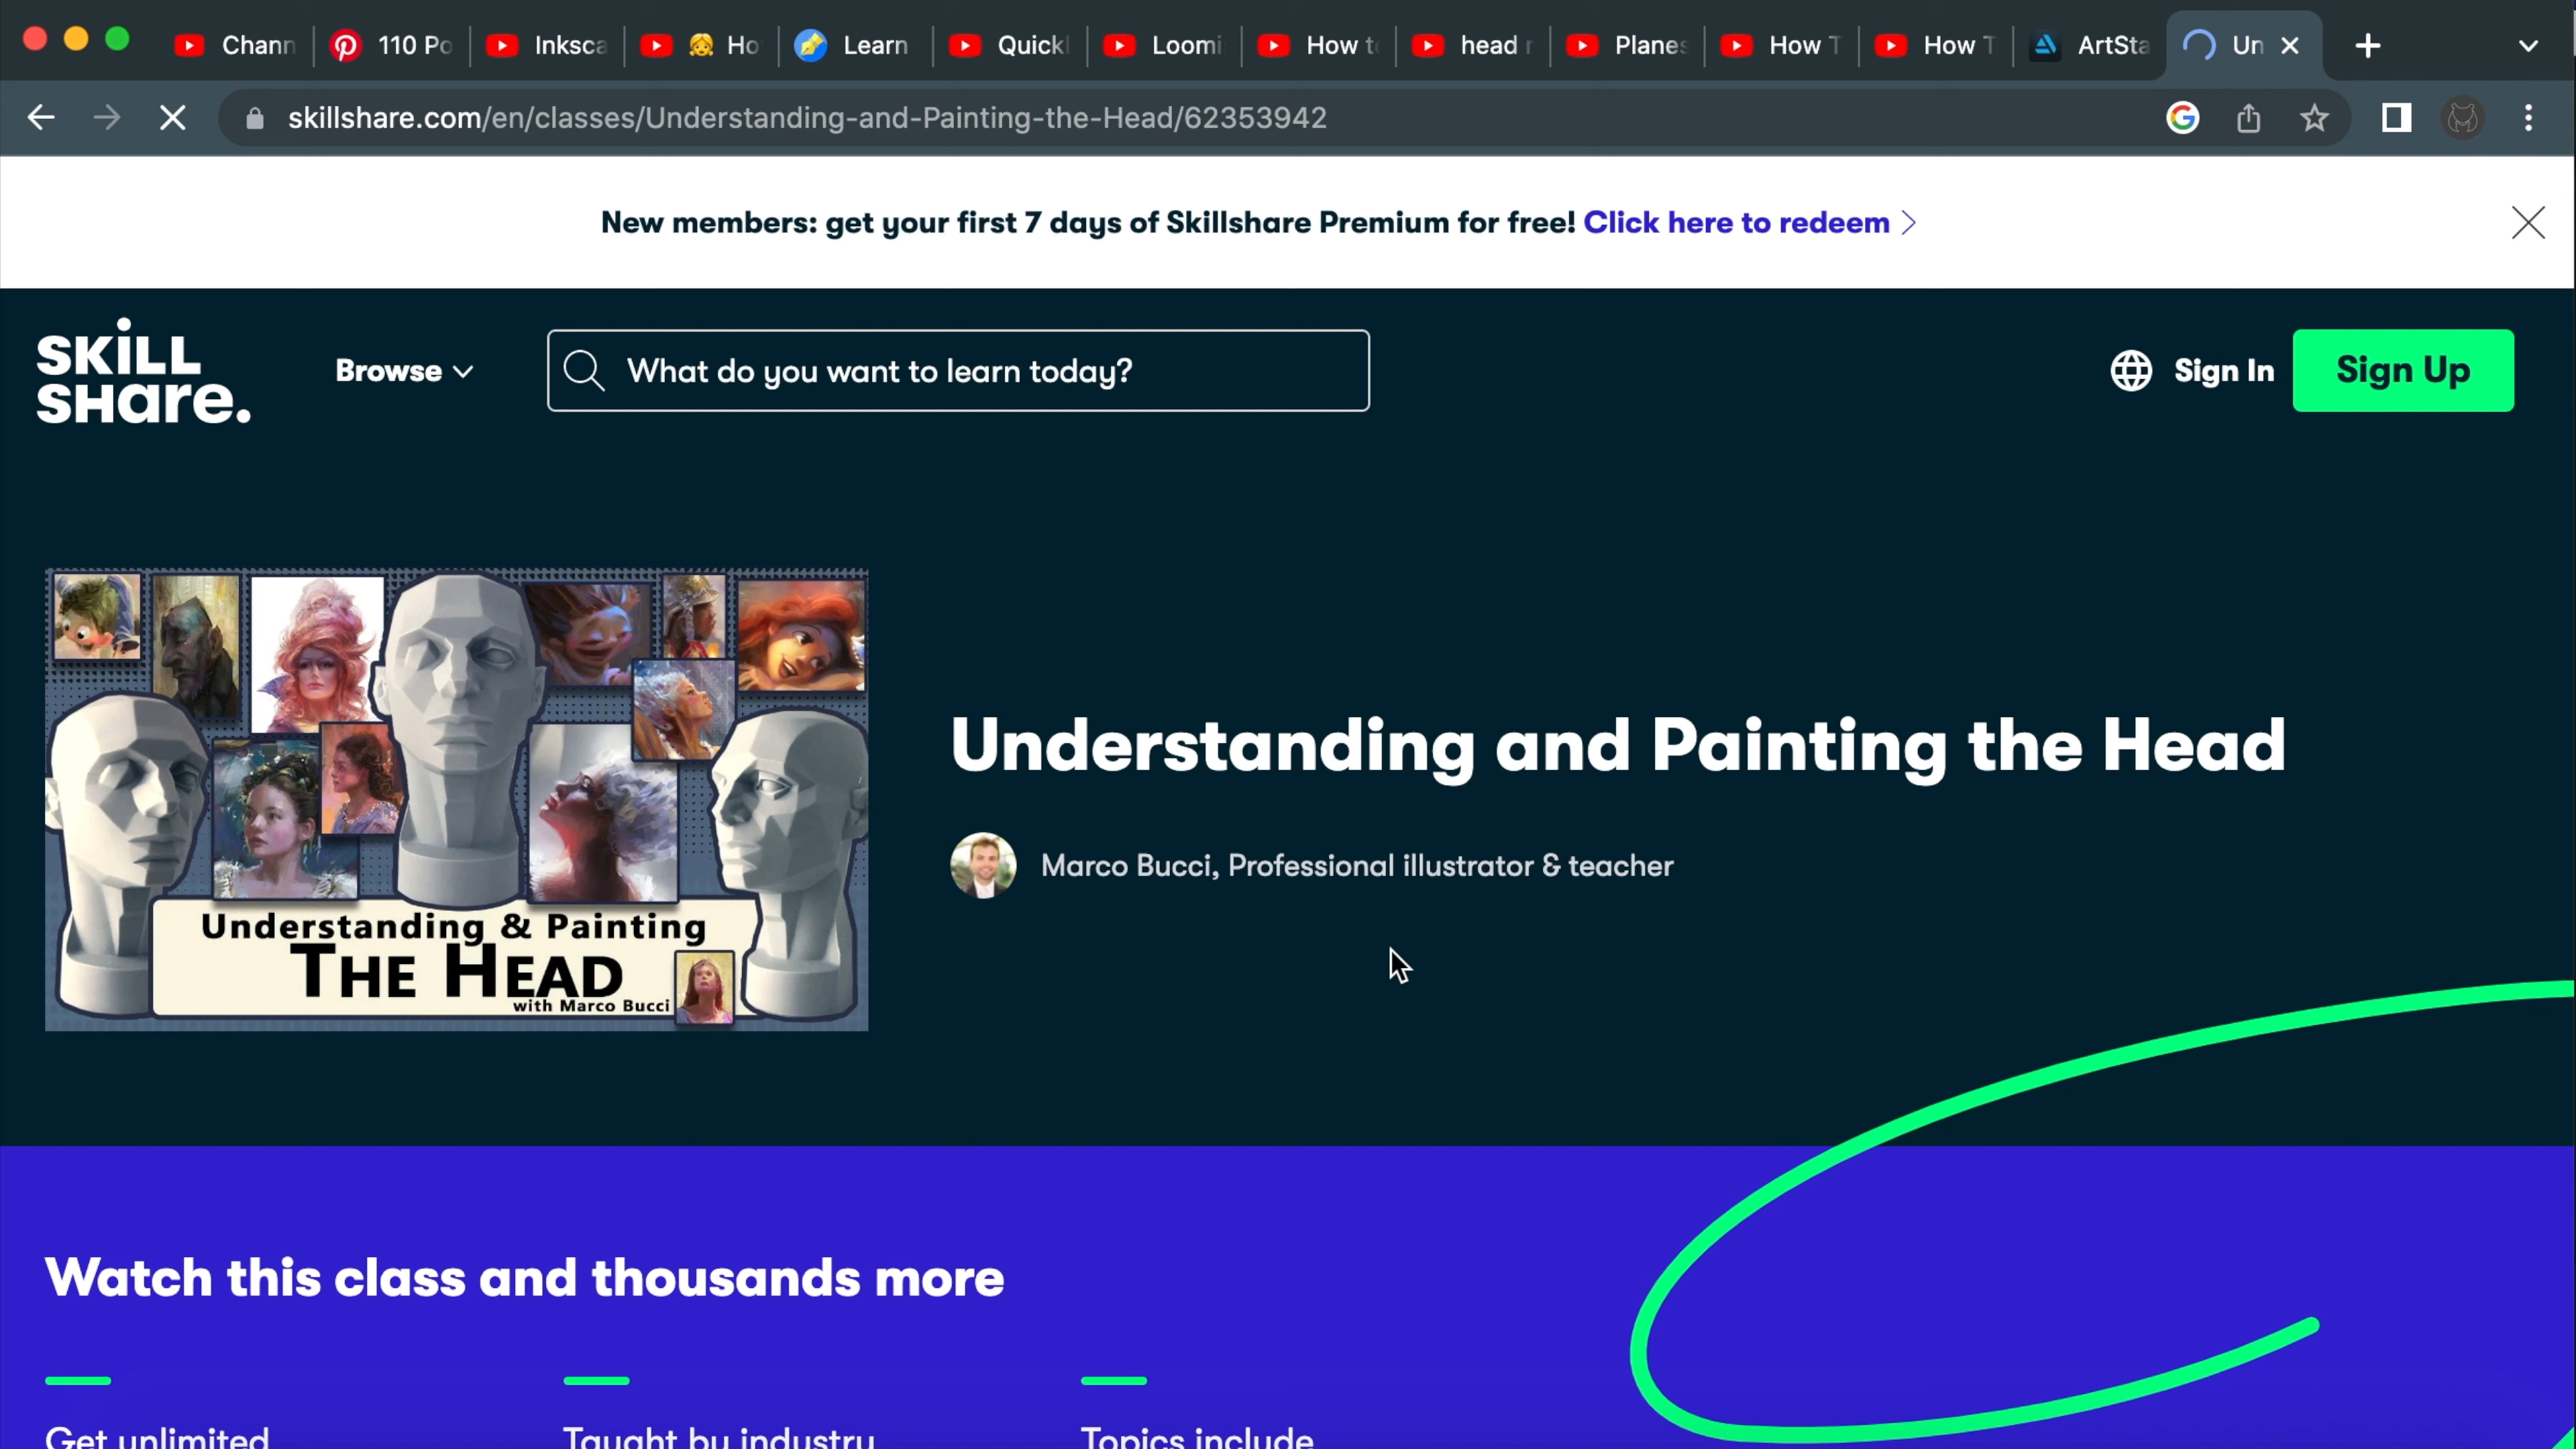 Chann
110 Po
Inksca
Ho
Learn
Quickl
Loomi
How to
head r
Planes
How T
How T
ArtSta
Un
skillshare.com/en/classes/Understanding-and-Painting-the-Head/62353942
New members: get your first 7 days of Skillshare Premium for free! Click here to redeem
SKiLL
SHare.
Browse
What do you want to learn today?
Sign In
Sign Up
Understanding & Painting
THE HEAD
with Marco Bucci
Understanding and Painting the Head
Marco Bucci, Professional illustrator & teacher
Watch this class and thousands more
Get unlimited
Taught by industry
Topics include